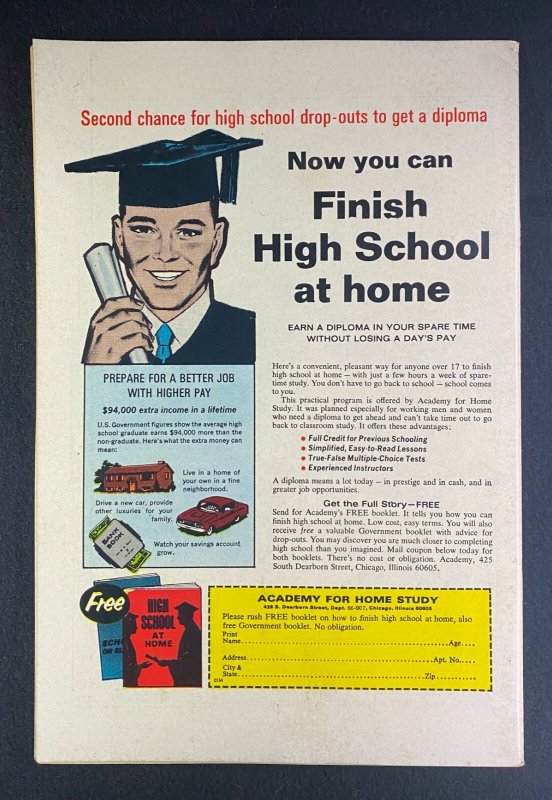 Second chance for high school drop-outs to get a diploma
Now you can
Finish
High School
at home
EARN A DIPLOMA IN YOUR SPARE TIME
WITHOUT LOSING A DAY'S PAY
PREPARE FOR A BETTER JOB
WITH HIGHER PAY
$94,000 extra income in a lifetime
U.S. Government figures show the average high
school graduate earns $94,000 more than the
non-graduate. Here's what the extra money can
mean:
Live in a home of
your own in a fine
neighborhood.
Drive a new car, provide
other luxuries for your
family.
BANK
BOOK
Watch your savings account
grow.
Here's a convenient, pleasant way for anyone over 17 to finish
high school at home – with just a few hours a week of spare-
time study. You don't have to go back to school – school comes
to you.
This practical program is offered by Academy for Home
Study. It was planned especially for working men and women
who need a diploma to get ahead and can't take time out to go
back to classroom study. It offers these advantages:
• Full Credit for Previous Schooling
• Simplified, Easy-to-Read Lessons
• True-False Multiple-Choice Tests
• Experienced Instructors
A diploma means a lot today – in prestige and in cash, and in
greater job opportunities.
Get the Full Story–FREE
Send for Academy's FREE booklet. It tells you how you can
finish high school at home. Low cost, easy terms. You will also
receive free a valuable Government booklet with advice for
drop-outs. You may discover you are much closer to completing
high school than you imagined. Mail coupon below today for
both booklets. There's no cost or obligation. Academy, 425
South Dearborn Street, Chicago, Illinois 60605.
Free
HIGH
SCHOOL
AT
HOME
ACADEMY FOR HOME STUDY
425 S. Dearborn Street, Dept. 66-907, Chicago, Illinois 60605
Please rush FREE booklet on how to finish high school at home, also
free Government booklet. No obligation.
Print
Name Age
Address Apt. No.
City &
State Zip